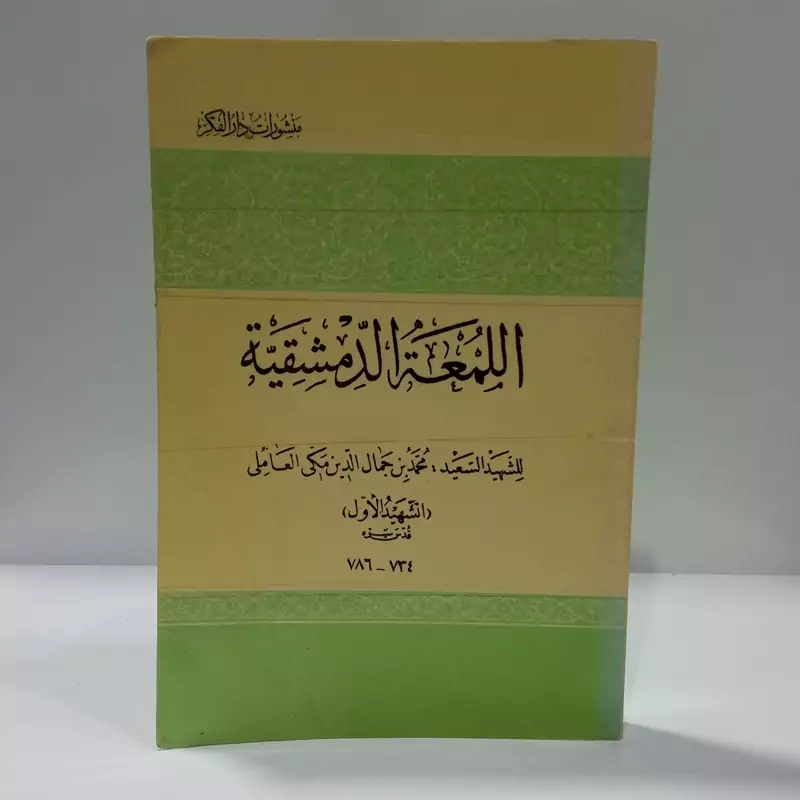 منشورات دار الفكر
اللمعة الدمشقية
للشهيد السعيد: محمد بن جمال الدين مكي العاملي
(الشهيد الأول)
قدس سره
٧٣٤ - ٧٨٦